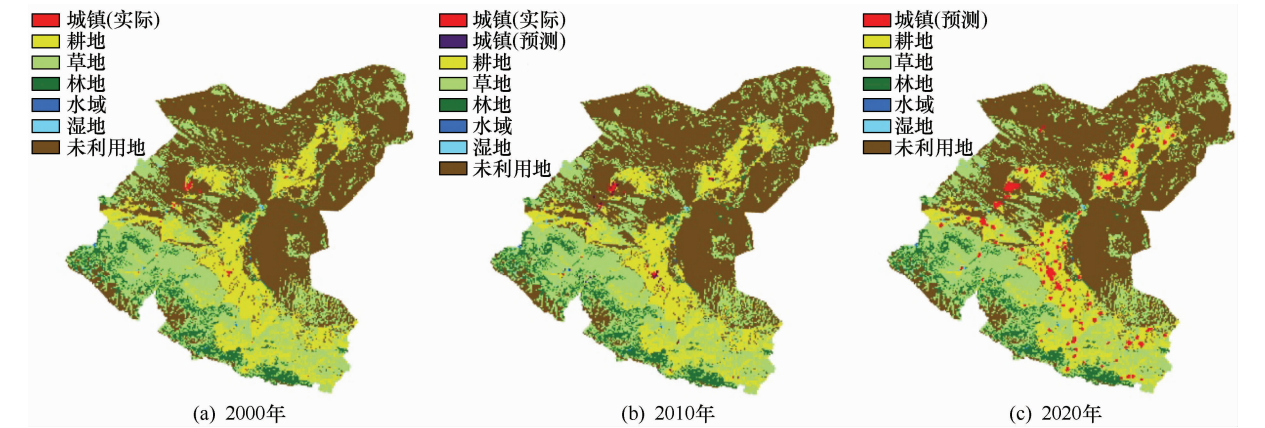 城镇(实际)
耕地
草地
林地
水域
湿地
未利用地
(a) 2000年
城镇(实际)
城镇(预测)
耕地
草地
林地
水域
湿地
未利用地
(b) 2010年
城镇(预测)
耕地
草地
林地
水域
湿地
未利用地
(c) 2020年